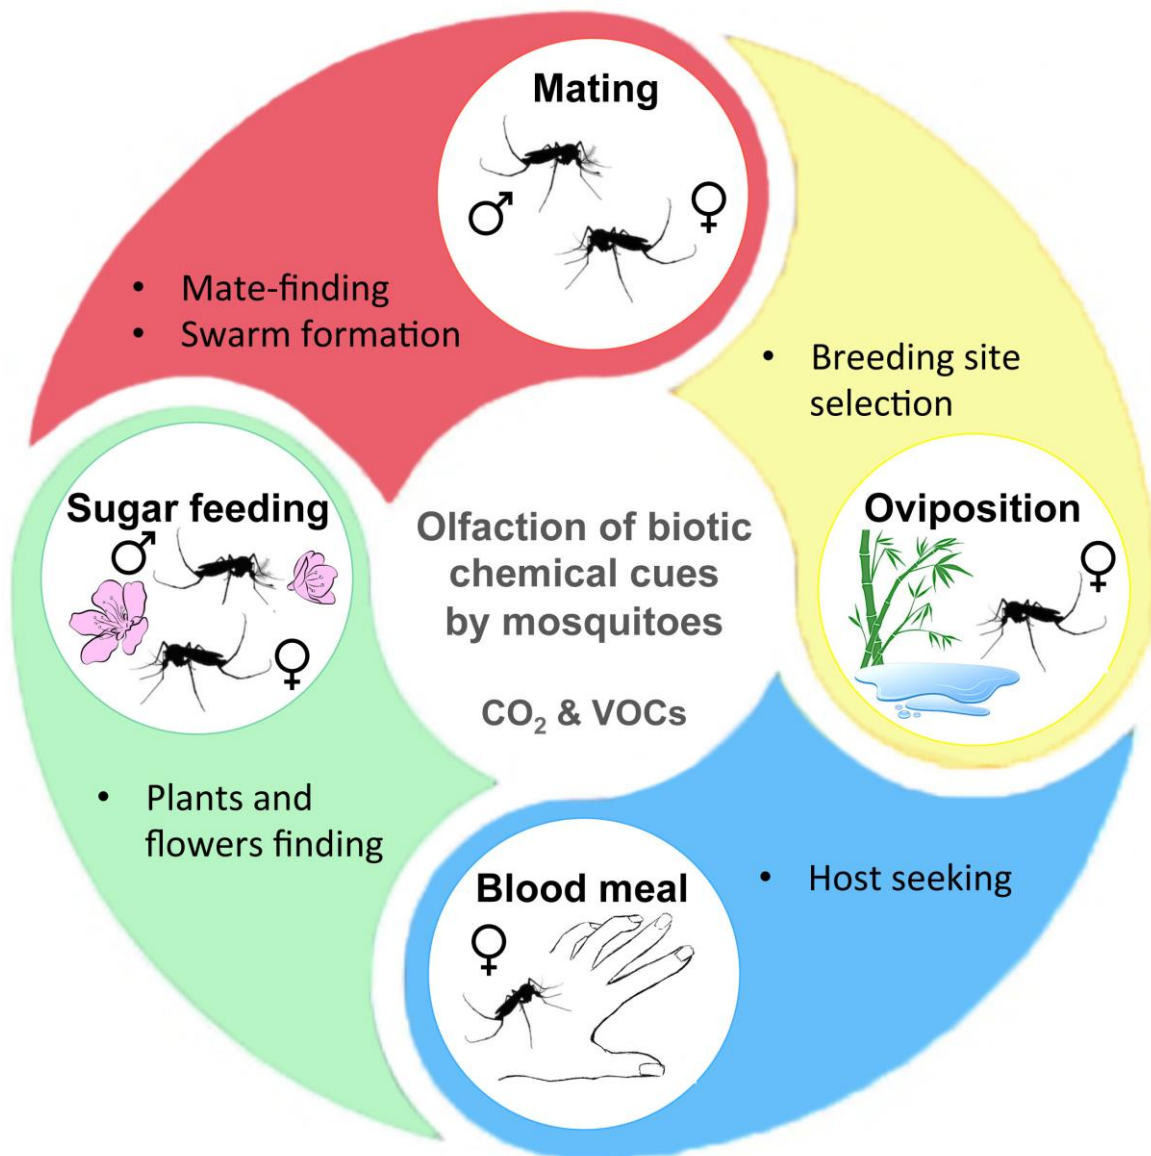 Mating
♂
♀
• Mate-finding
• Swarm formation
• Breeding site
selection
Sugar feeding
♂
♀
Olfaction of biotic
chemical cues
by mosquitoes
CO₂ & VOCs
Oviposition
♀
• Plants and
flowers finding
Blood meal
♀
• Host seeking